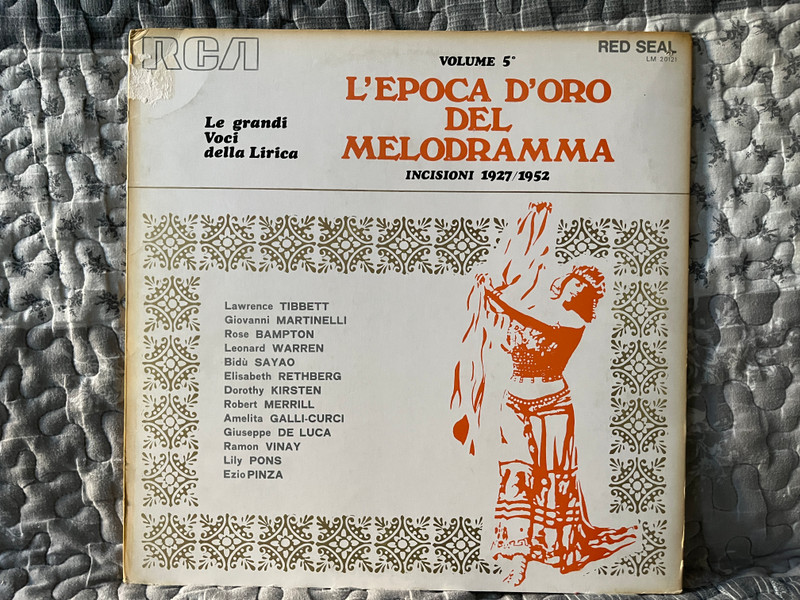 RCA
RED SEAL
LM 20121
VOLUME 5°
L'EPOCA D'ORO
DEL
MELODRAMMA
INCISIONI 1927/1952
Le grandi
Voci
della Lirica
Lawrence TIBBETT
Giovanni MARTINELLI
Rose BAMPTON
Leonard WARREN
Bidù SAYAO
Elisabeth RETHBERG
Dorothy KIRSTEN
Robert MERRILL
Amelita GALLI-CURCI
Giuseppe DE LUCA
Ramon VINAY
Lily PONS
Ezio PINZA